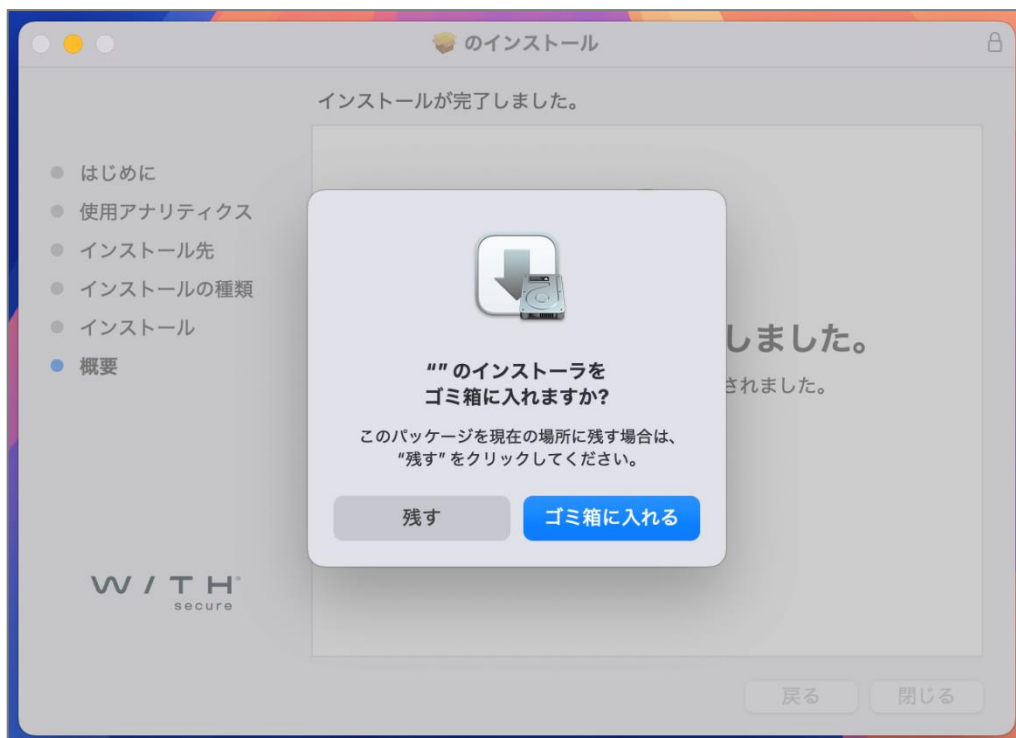 のインストール
インストールが完了しました。
はじめに
使用アナリティクス
インストール先
インストールの種類
インストール
概要
しました。
されました。
“” のインストーラを
ゴミ箱に入れますか?
このパッケージを現在の場所に残す場合は、
“残す” をクリックしてください。
残す
ゴミ箱に入れる
W / T H
secure
戻る
閉じる